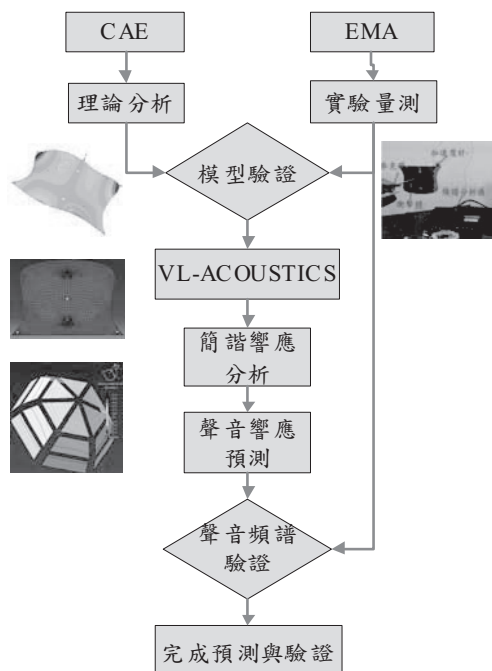 CAE
EMA
理論分析
實驗量測
模型驗證
VL-ACOUSTICS
簡諧響應
分析
聲音響應
預測
聲音頻譜
驗證
完成預測與驗證